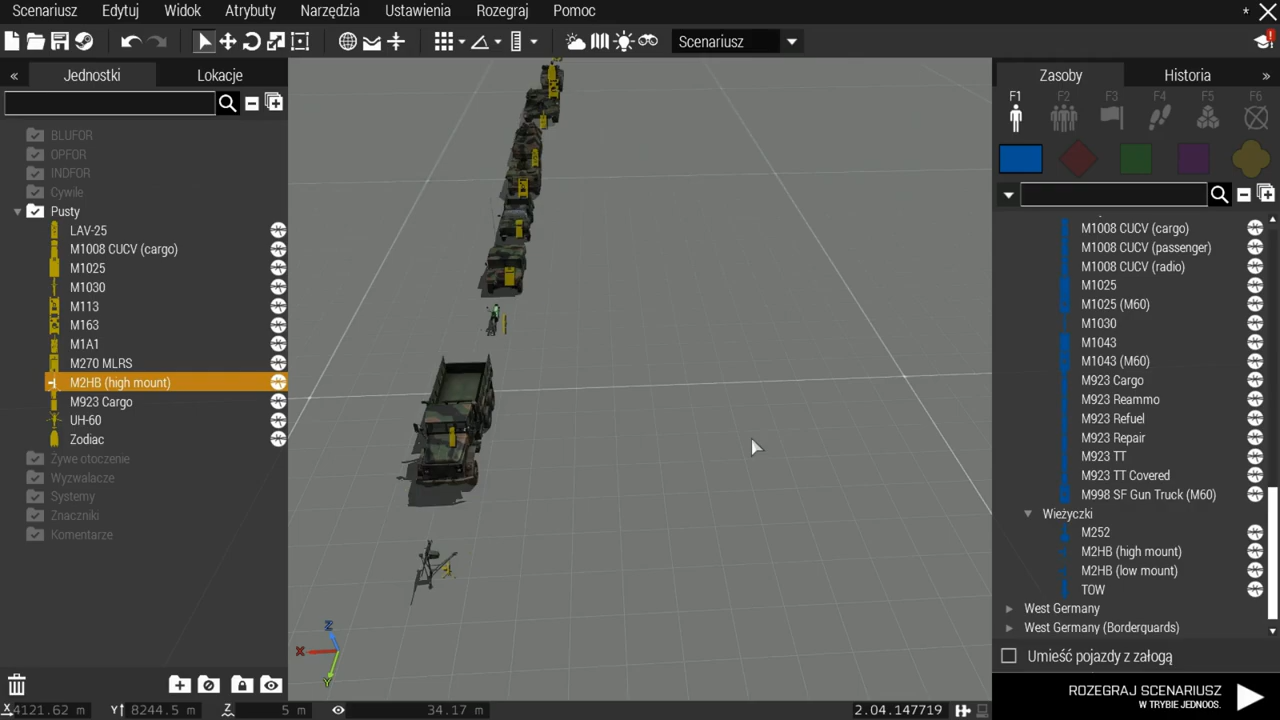 Scenariusz Edytuj Widok Atrybuty Narzędzia Ustawienia Rozegraj Pomoc *
Scenariusz
« Jednostki Lokacje
BLUFOR
OPFOR
INDFOR
Cywile
Pusty
LAV-25
M1008 CUCV (cargo)
M1025
M1030
M113
M163
M1A1
M270 MLRS
M2HB (high mount)
M923 Cargo
UH-60
Zodiac
Żywe otoczenie
Wyzwalacze
Systemy
Znaczniki
Komentarze
Z
X
Y
Zasoby Historia »
F1 F2 F3 F4 F5 F6
M1008 CUCV (cargo)
M1008 CUCV (passenger)
M1008 CUCV (radio)
M1025
M1025 (M60)
M1030
M1043
M1043 (M60)
M923 Cargo
M923 Reammo
M923 Refuel
M923 Repair
M923 TT
M923 TT Covered
M998 SF Gun Truck (M60)
Wieżyczki
M252
M2HB (high mount)
M2HB (low mount)
TOW
West Germany
West Germany (Borderguards)
Umieść pojazdy z załogą
ROZEGRAJ SCENARIUSZ
W TRYBIE JEDNOOS.
X 4121.62 m Y 8244.5 m Z 5 m 34.17 m 2.04.147719